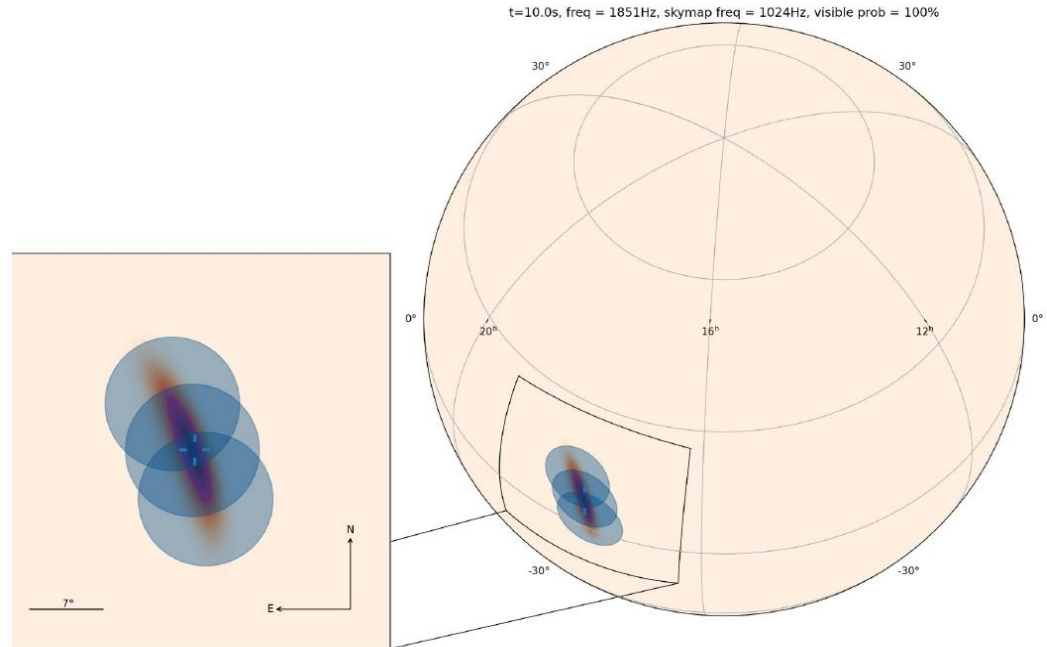 t=10.0s, freq = 1851Hz, skymap freq = 1024Hz, visible prob = 100%
30°
30°
0°
20ʰ
16ʰ
12ʰ
0°
N
-30°
-30°
7°
E